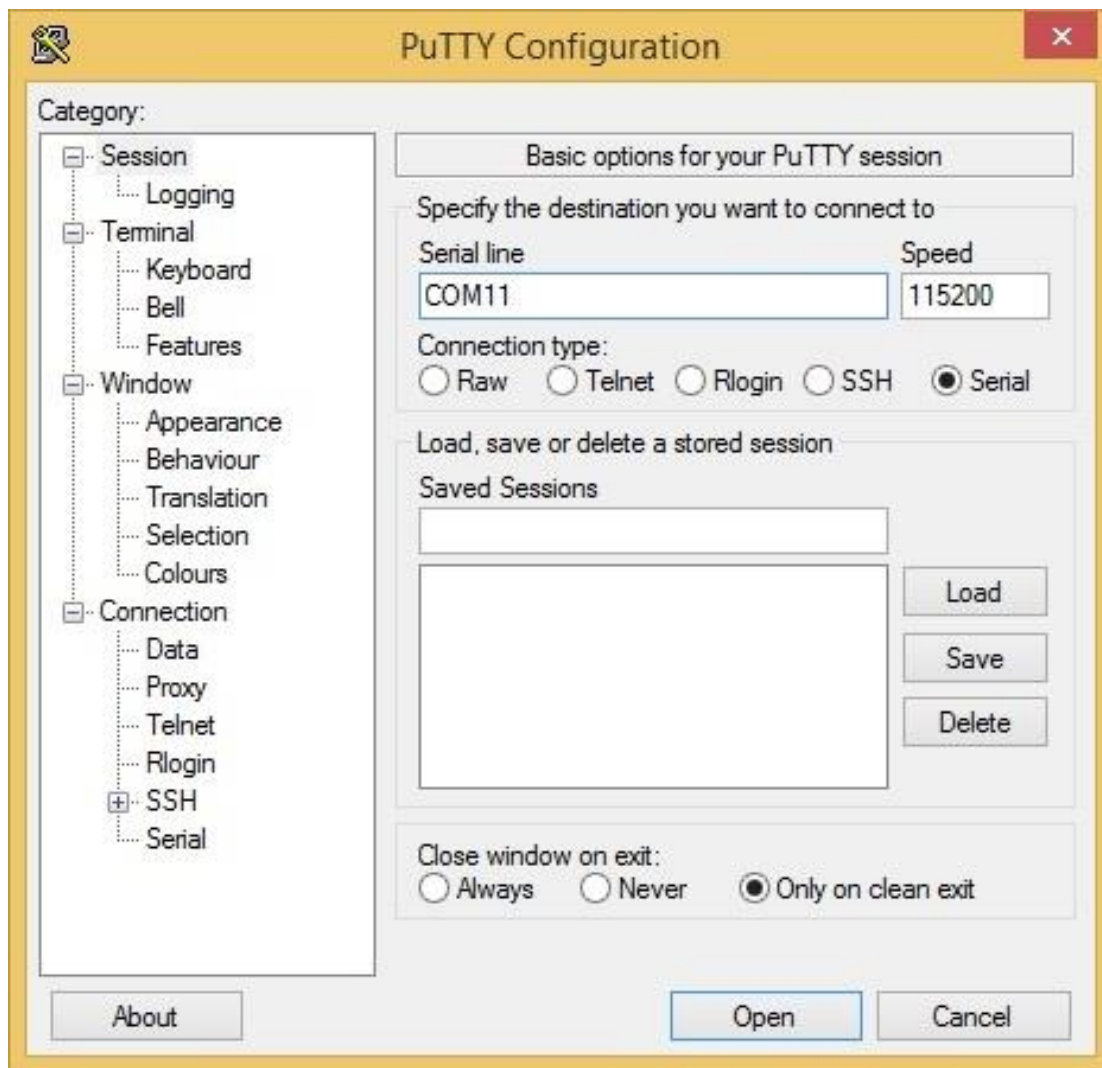 PuTTY Configuration
Category:
Session
Logging
Terminal
Keyboard
Bell
Features
Window
Appearance
Behaviour
Translation
Selection
Colours
Connection
Data
Proxy
Telnet
Rlogin
SSH
Serial
Basic options for your PuTTY session
Specify the destination you want to connect to
Serial line Speed
COM11 115200
Connection type:
Raw Telnet Rlogin SSH Serial
Load, save or delete a stored session
Saved Sessions
Load
Save
Delete
Close window on exit:
Always Never Only on clean exit
About Open Cancel